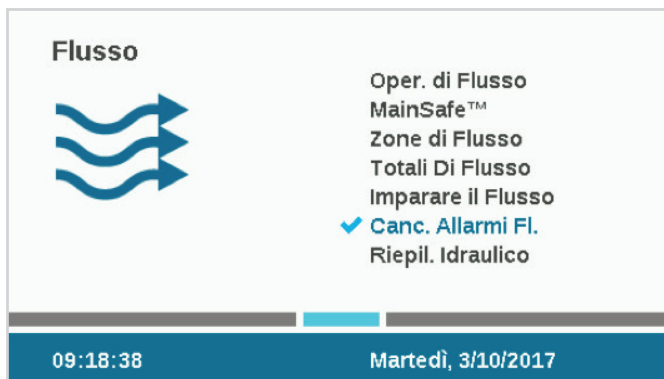 Flusso
Oper. di Flusso
MainSafe™
Zone di Flusso
Totali Di Flusso
Imparare il Flusso
Canc. Allarmi Fl.
Riepil. Idraulico
09:18:38 Martedì, 3/10/2017